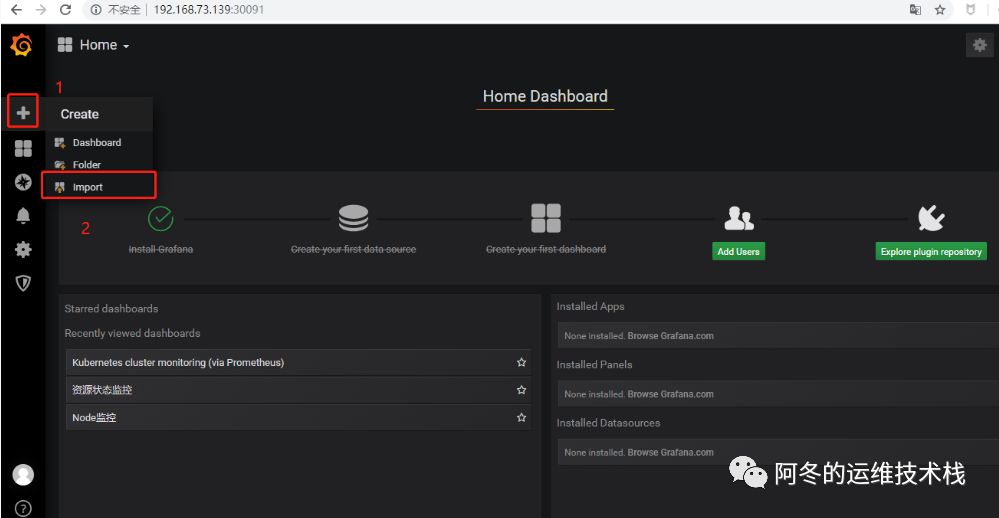 不安全 | 192.168.73.139:30091
Home
Home Dashboard
1
Create
Dashboard
Folder
Import
2
Install Grafana
Create your first data source
Create your first dashboard
Add Users
Explore plugin repository
Starred dashboards
Recently viewed dashboards
Kubernetes cluster monitoring (via Prometheus)
资源状态监控
Node监控
Installed Apps
None installed. Browse Grafana.com
Installed Panels
None installed. Browse Grafana.com
Installed Datasources
None installed. Browse Grafana.com
阿冬的运维技术栈